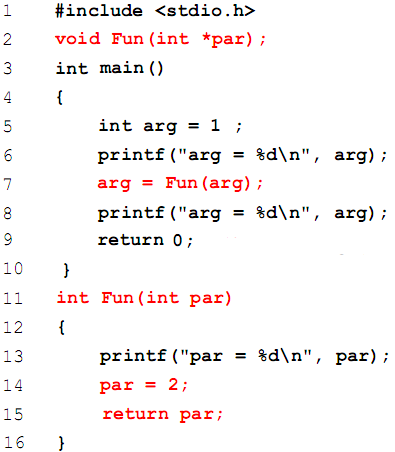 1 #include <stdio.h>
2 void Fun(int *par);
3 int main()
4 {
5 int arg = 1 ;
6 printf("arg = %d\n", arg);
7 arg = Fun(arg);
8 printf("arg = %d\n", arg);
9 return 0;
10 }
11 int Fun(int par)
12 {
13 printf("par = %d\n", par);
14 par = 2;
15 return par;
16 }